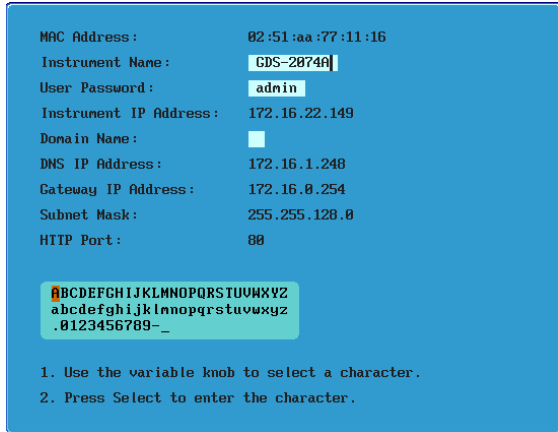 MAC Address: 02:51:aa:77:11:16
Instrument Name: GDS-2074A
User Password: admin
Instrument IP Address: 172.16.22.149
Domain Name:
DNS IP Address: 172.16.1.248
Gateway IP Address: 172.16.0.254
Subnet Mask: 255.255.128.0
HTTP Port: 80
ABCDEFGHIJKLMNOPQRSTUVWXYZ
abcdefghijklmnopqrstuvwxyz
.0123456789-_
1. Use the variable knob to select a character.
2. Press Select to enter the character.